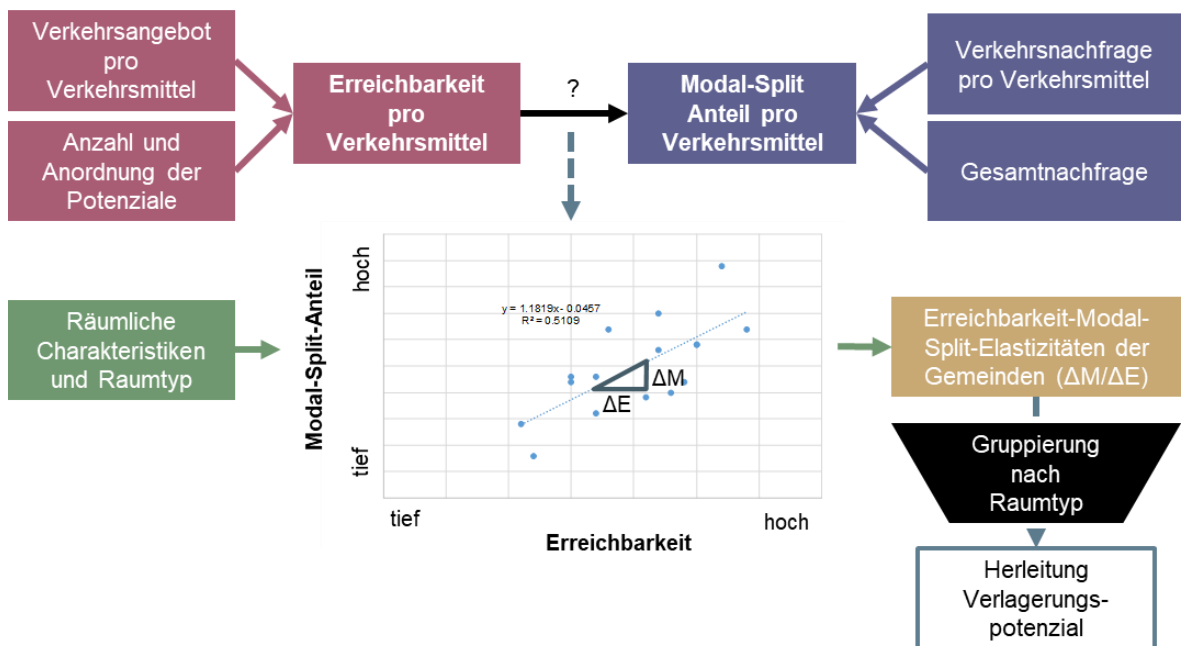 Verkehrsangebot
pro
Verkehrsmittel
Anzahl und
Anordnung der
Potenziale
Erreichbarkeit
pro
Verkehrsmittel
?
Modal-Split
Anteil pro
Verkehrsmittel
Verkehrsnachfrage
pro Verkehrsmittel
Gesamtnachfrage
Räumliche
Charakteristiken
und Raumtyp
Modal-Split-Anteil
hoch
tief
y = 1.1819x - 0.0457
R² = 0.5109
ΔM
ΔE
tief
hoch
Erreichbarkeit
Erreichbarkeit-Modal-
Split-Elastizitäten der
Gemeinden (ΔM/ΔE)
Gruppierung
nach
Raumtyp
Herleitung
Verlagerungs-
potenzial